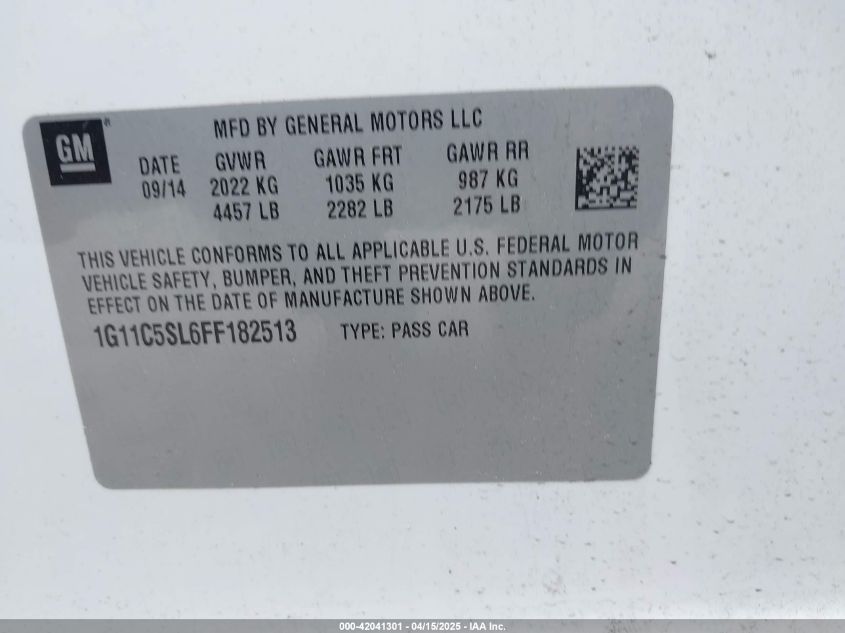 GM
MFD BY GENERAL MOTORS LLC
DATE GVWR GAWR FRT GAWR RR
09/14 2022 KG 1035 KG 987 KG
4457 LB 2282 LB 2175 LB
THIS VEHICLE CONFORMS TO ALL APPLICABLE U.S. FEDERAL MOTOR
VEHICLE SAFETY, BUMPER, AND THEFT PREVENTION STANDARDS IN
EFFECT ON THE DATE OF MANUFACTURE SHOWN ABOVE.
1G11C5SL6FF182513 TYPE: PASS CAR
000-42041301 - 04/15/2025 - IAA Inc.